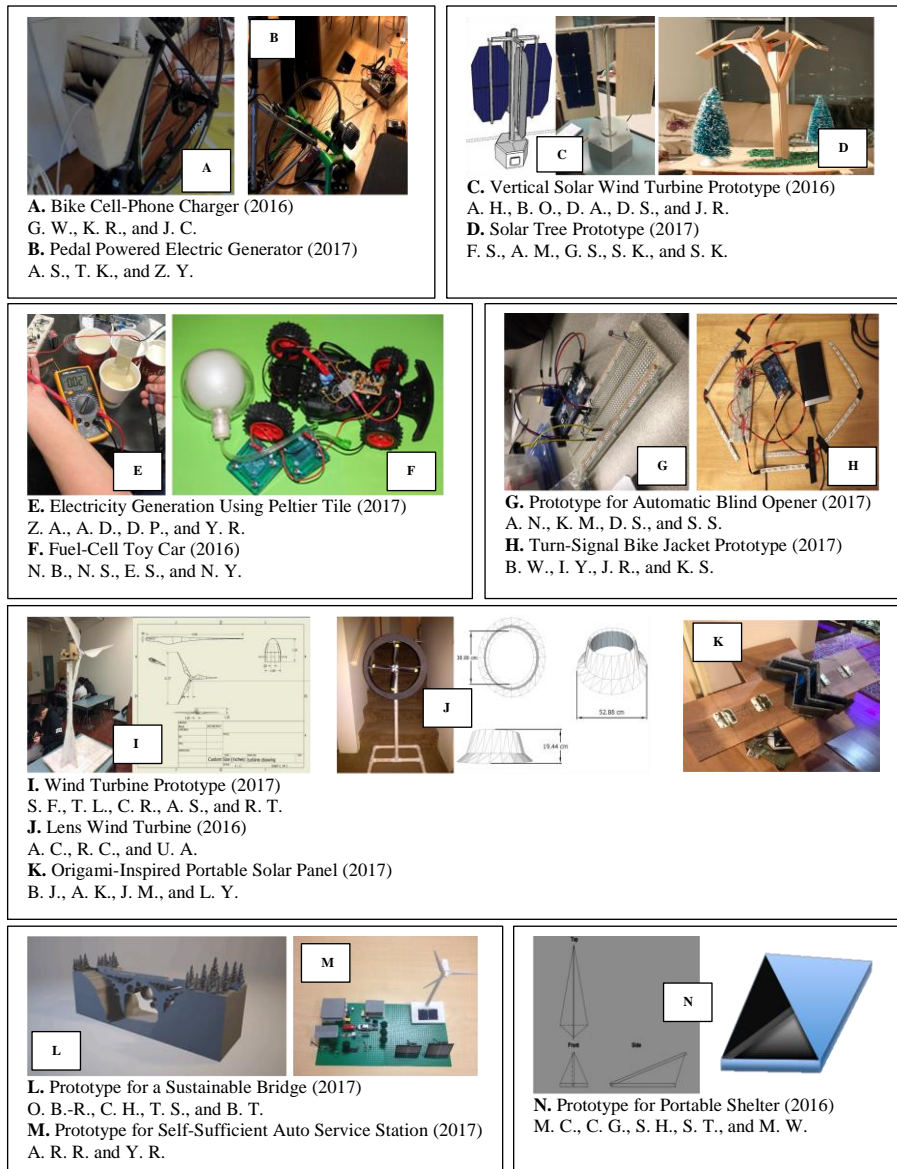 A
B
A. Bike Cell-Phone Charger (2016)
G. W., K. R., and J. C.
B. Pedal Powered Electric Generator (2017)
A. S., T. K., and Z. Y.
C
D
C. Vertical Solar Wind Turbine Prototype (2016)
A. H., B. O., D. A., D. S., and J. R.
D. Solar Tree Prototype (2017)
F. S., A. M., G. S., S. K., and S. K.
E
F
E. Electricity Generation Using Peltier Tile (2017)
Z. A., A. D., D. P., and Y. R.
F. Fuel-Cell Toy Car (2016)
N. B., N. S., E. S., and N. Y.
G
H
G. Prototype for Automatic Blind Opener (2017)
A. N., K. M., D. S., and S. S.
H. Turn-Signal Bike Jacket Prototype (2017)
B. W., I. Y., J. R., and K. S.
I
Custom Size (Inches) turbine drawing
J
52.88 cm
19.44 cm
K
I. Wind Turbine Prototype (2017)
S. F., T. L., C. R., A. S., and R. T.
J. Lens Wind Turbine (2016)
A. C., R. C., and U. A.
K. Origami-Inspired Portable Solar Panel (2017)
B. J., A. K., J. M., and L. Y.
L
M
L. Prototype for a Sustainable Bridge (2017)
O. B.-R., C. H., T. S., and B. T.
M. Prototype for Self-Sufficient Auto Service Station (2017)
A. R. R. and Y. R.
Top
Front
Side
N
N. Prototype for Portable Shelter (2016)
M. C., C. G., S. H., S. T., and M. W.